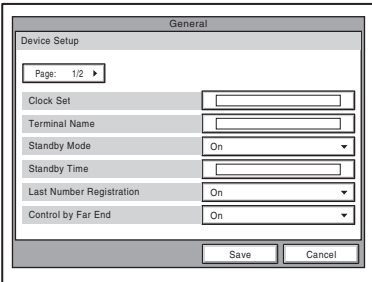 General
Device Setup
Page: 1/2
Clock Set
Terminal Name
Standby Mode On
Standby Time
Last Number Registration On
Control by Far End On
Save Cancel